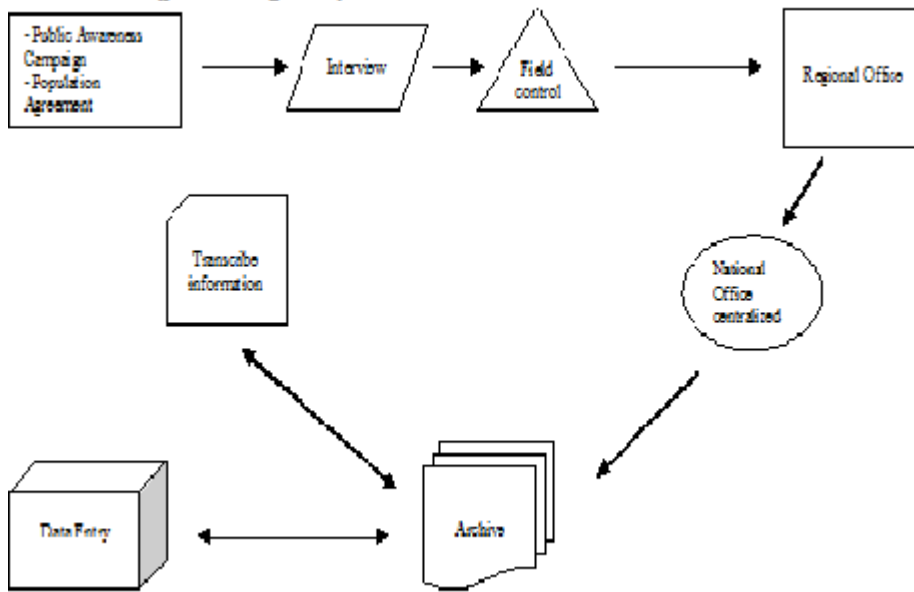 - Public Awareness
Campaign
- Population
Agreement
Interview
Field
control
Regional Office
Transcribe
information
National
Office
centralized
Data Entry
Archive